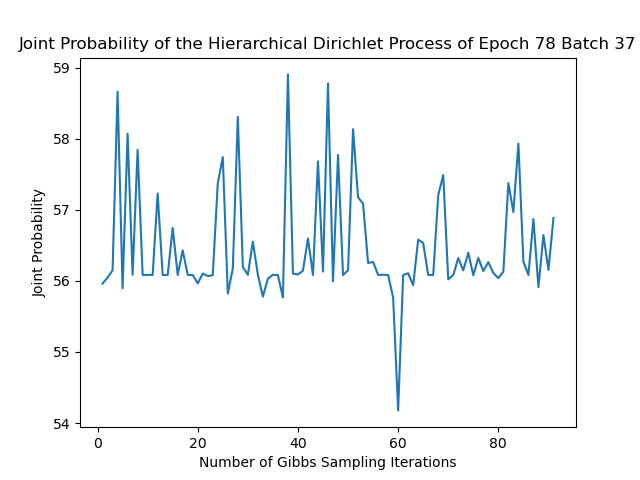 Joint Probability of the Hierarchical Dirichlet Process of Epoch 78 Batch 37
59
58
57
56
55
54
Joint Probability
0 20 40 60 80
Number of Gibbs Sampling Iterations